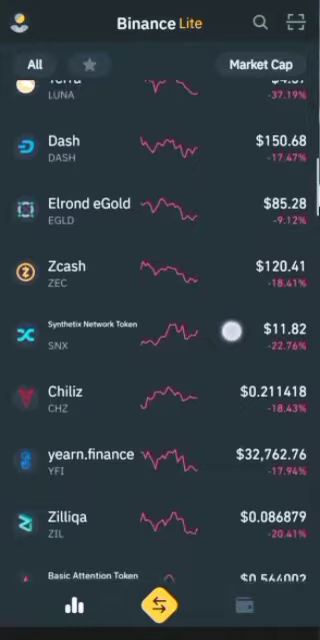 Binance Lite
All
Market Cap
LUNA
-37.19%
Dash
$150.68
DASH
-17.47%
Elrond eGold
$85.28
EGLD
-9.12%
Zcash
$120.41
ZEC
-18.41%
Synthetix Network Token
$11.82
SNX
-22.76%
Chiliz
$0.211418
CHZ
-18.43%
yearn.finance
$32,762.76
YFI
-17.94%
Zilliqa
$0.086879
ZIL
-20.41%
Basic Attention Token